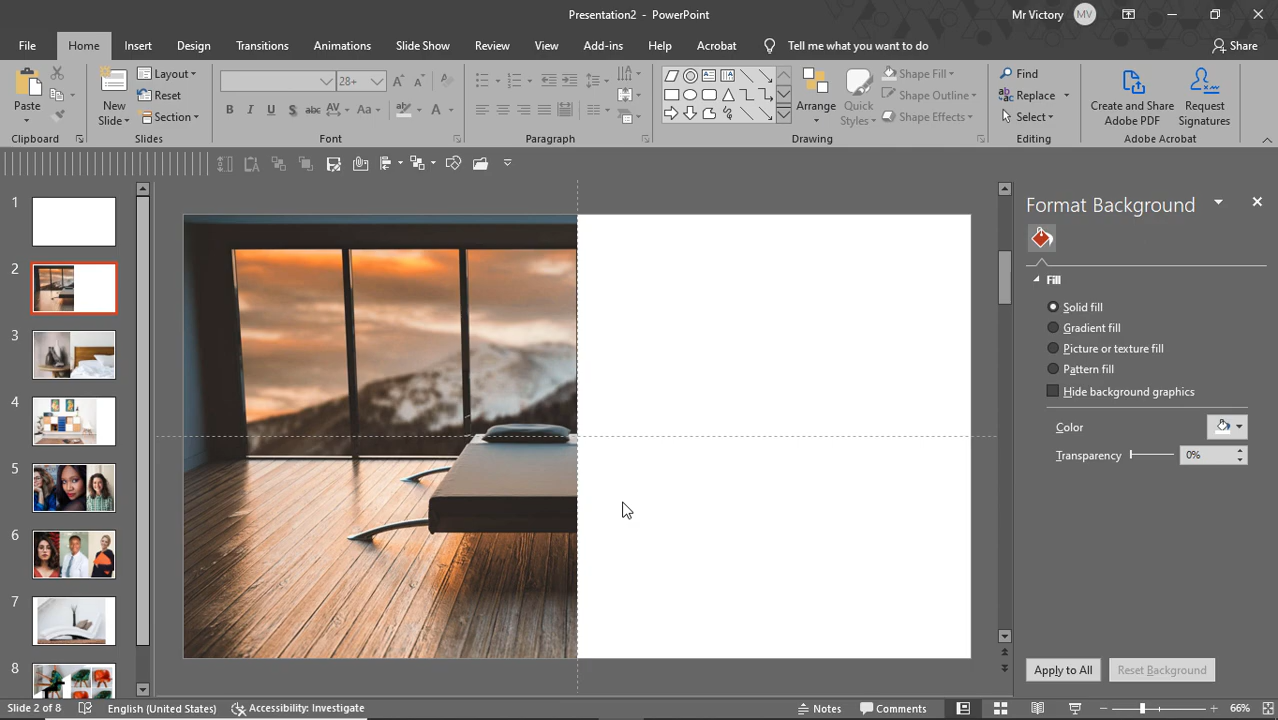 Presentation2 - PowerPoint
Mr Victory MV
File Home Insert Design Transitions Animations Slide Show Review View Add-ins Help Acrobat Tell me what you want to do Share
Paste
New Slide
Layout
Reset
Section
28+
B I U S abc AV Aa A
Arrange
Quick Styles
Shape Fill
Shape Outline
Shape Effects
Find
Replace
Select
Create and Share Adobe PDF
Request Signatures
Clipboard Slides Font Paragraph Drawing Editing Adobe Acrobat
1
2
3
4
5
6
7
8
Format Background
Fill
Solid fill
Gradient fill
Picture or texture fill
Pattern fill
Hide background graphics
Color
Transparency 0%
Apply to All Reset Background
Slide 2 of 8 English (United States) Accessibility: Investigate Notes Comments 66%